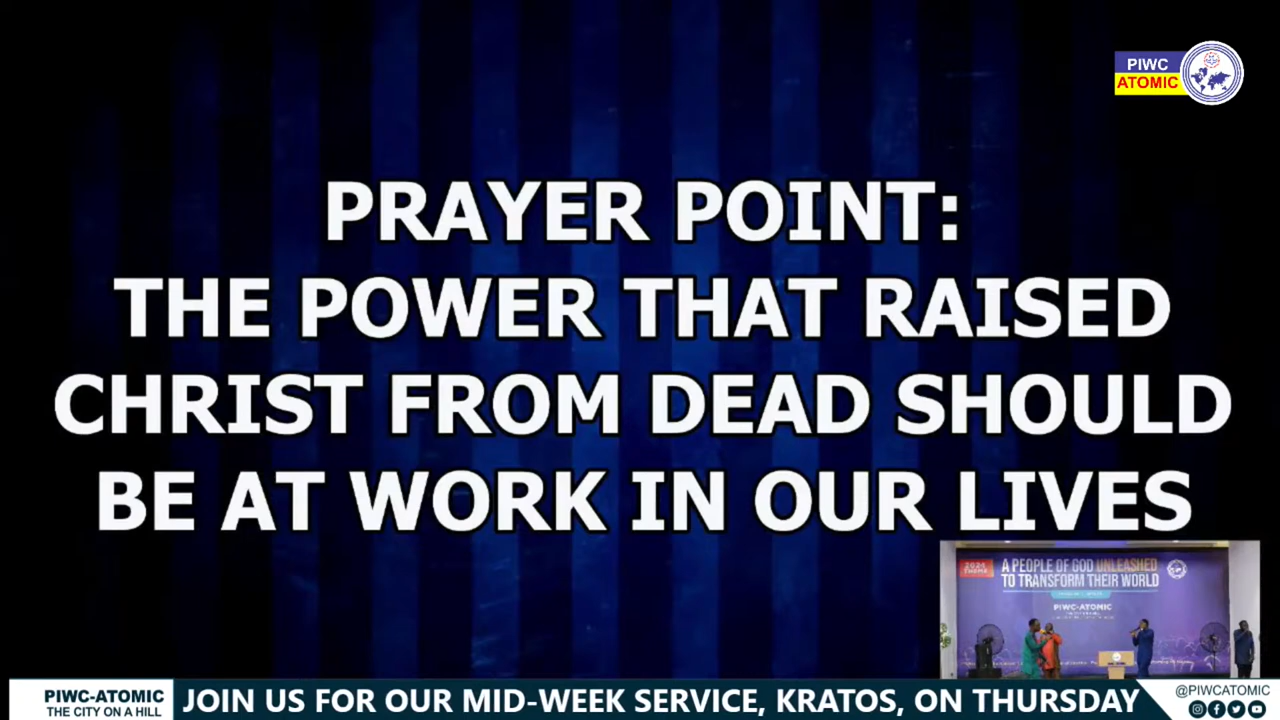 PIWC
ATOMIC
PRAYER POINT:
THE POWER THAT RAISED
CHRIST FROM DEAD SHOULD
BE AT WORK IN OUR LIVES
2024
THEME
A PEOPLE OF GOD UNLEASHED
TO TRANSFORM THEIR WORLD
PIWC-ATOMIC
PIWC-ATOMIC
THE CITY ON A HILL
JOIN US FOR OUR MID-WEEK SERVICE, KRATOS, ON THURSDAY
@PIWCATOMIC